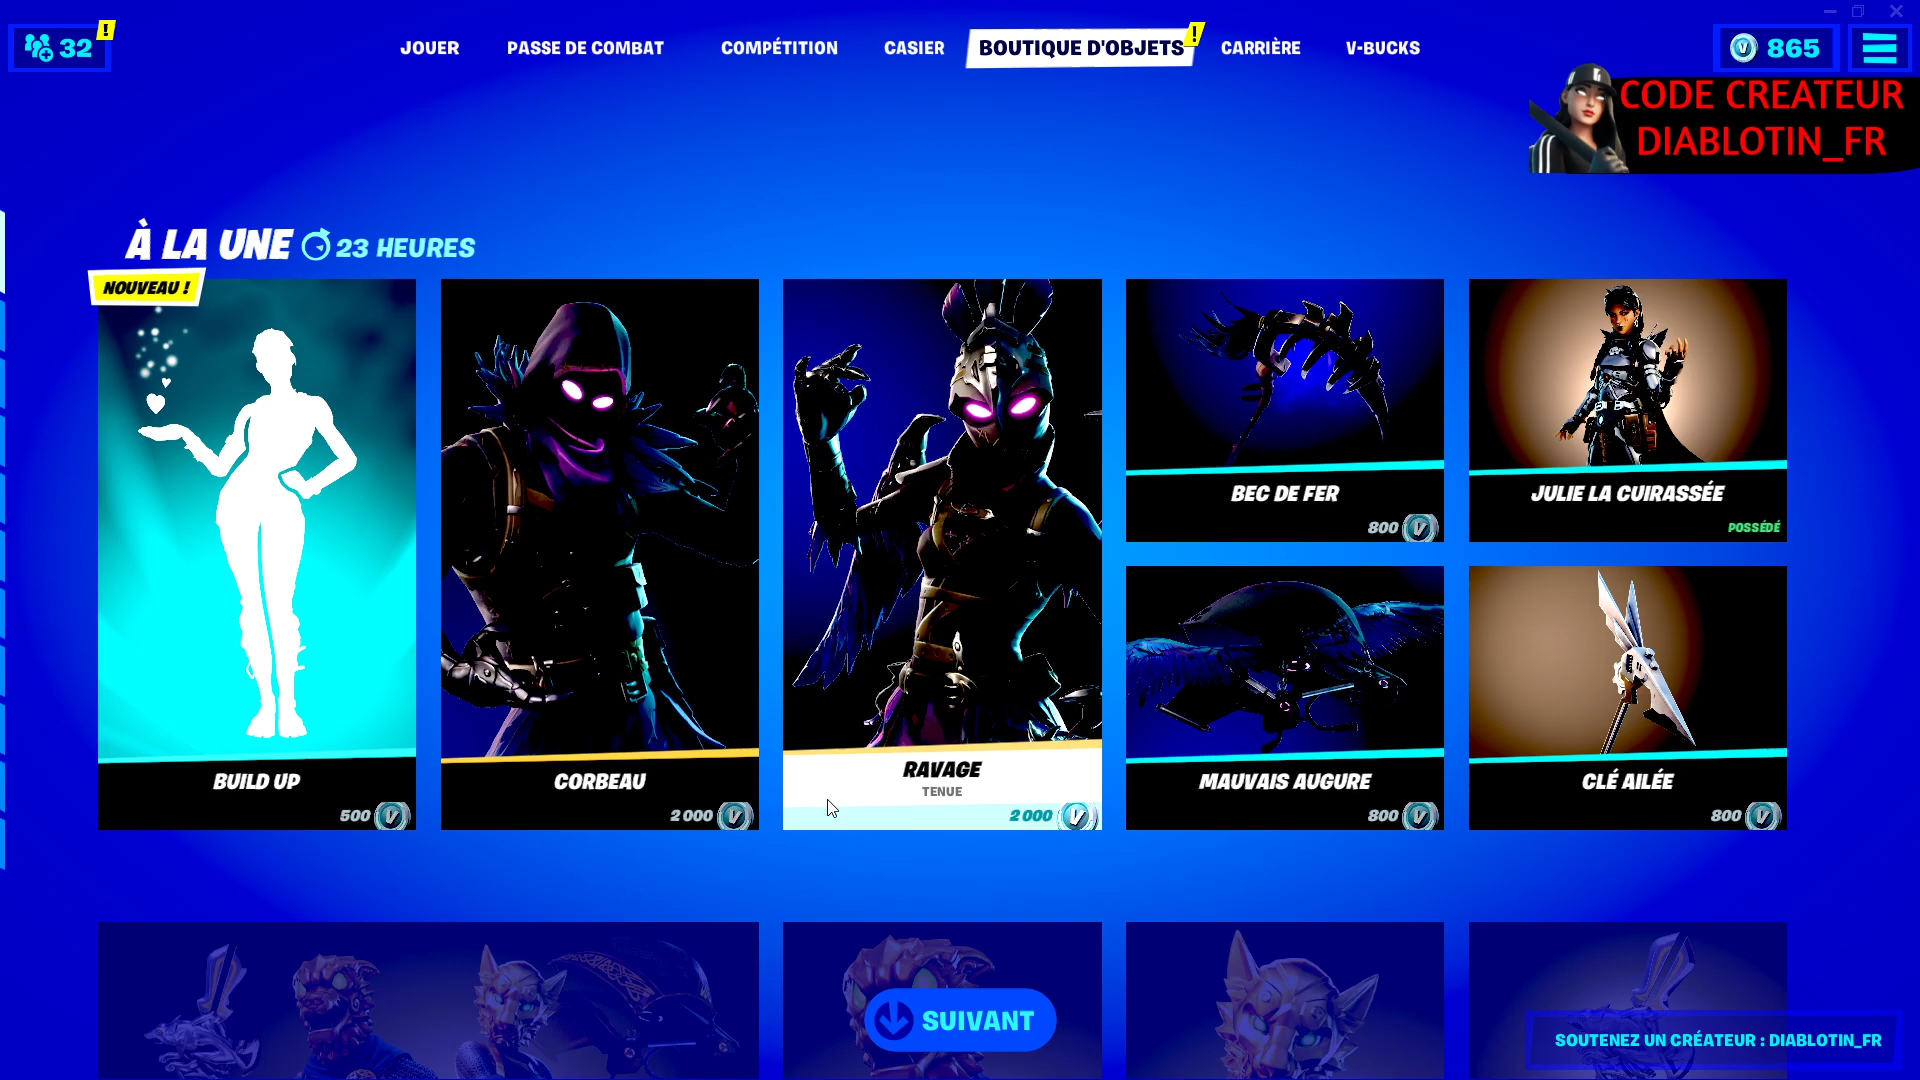 32
!
JOUER
PASSE DE COMBAT
COMPÉTITION
CASIER
BOUTIQUE D'OBJETS
!
CARRIÈRE
V-BUCKS
865
CODE CREATEUR
DIABLOTIN_FR
À LA UNE 23 HEURES
NOUVEAU !
BUILD UP
500
CORBEAU
2 000
RAVAGE
TENUE
2 000
BEC DE FER
800
JULIE LA CUIRASSÉE
POSSÉDÉ
MAUVAIS AUGURE
800
CLÉ AILÉE
800
SUIVANT
SOUTENEZ UN CRÉATEUR : DIABLOTIN_FR